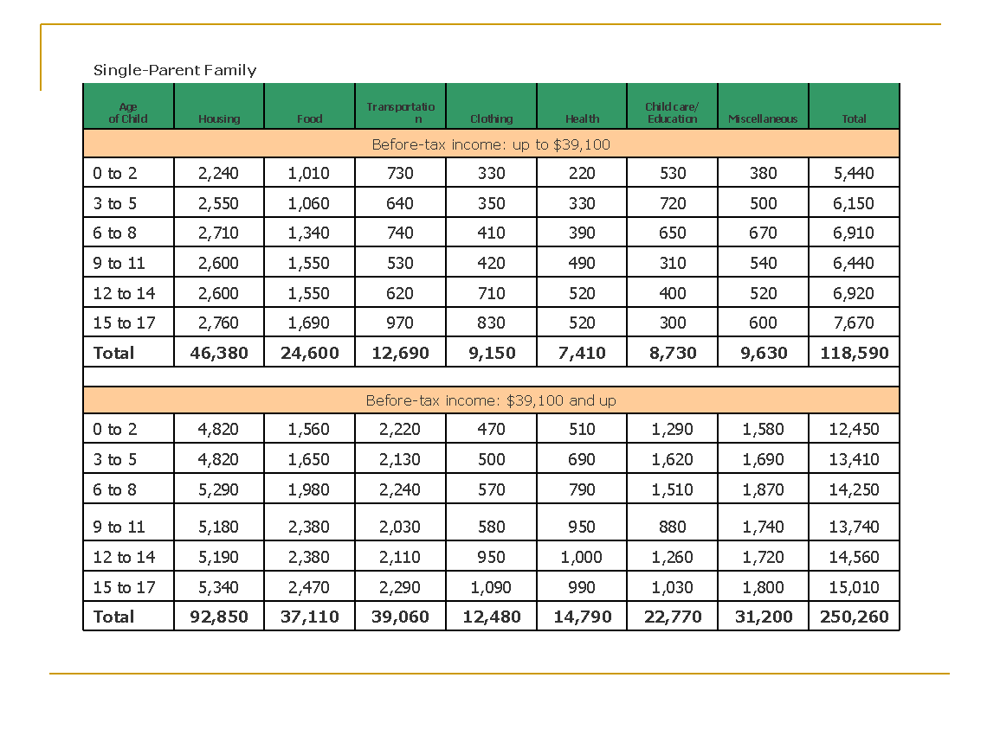 Single-Parent Family
Age of Child Housing Food Transportation Clothing Health Child care/ Education Miscellaneous Total
Before-tax income: up to $39,100
0 to 2 2,240 1,010 730 330 220 530 380 5,440
3 to 5 2,550 1,060 640 350 330 720 500 6,150
6 to 8 2,710 1,340 740 410 390 650 670 6,910
9 to 11 2,600 1,550 530 420 490 310 540 6,440
12 to 14 2,600 1,550 620 710 520 400 520 6,920
15 to 17 2,760 1,690 970 830 520 300 600 7,670
Total 46,380 24,600 12,690 9,150 7,410 8,730 9,630 118,590
Before-tax income: $39,100 and up
0 to 2 4,820 1,560 2,220 470 510 1,290 1,580 12,450
3 to 5 4,820 1,650 2,130 500 690 1,620 1,690 13,410
6 to 8 5,290 1,980 2,240 570 790 1,510 1,870 14,250
9 to 11 5,180 2,380 2,030 580 950 880 1,740 13,740
12 to 14 5,190 2,380 2,110 950 1,000 1,260 1,720 14,560
15 to 17 5,340 2,470 2,290 1,090 990 1,030 1,800 15,010
Total 92,850 37,110 39,060 12,480 14,790 22,770 31,200 250,260